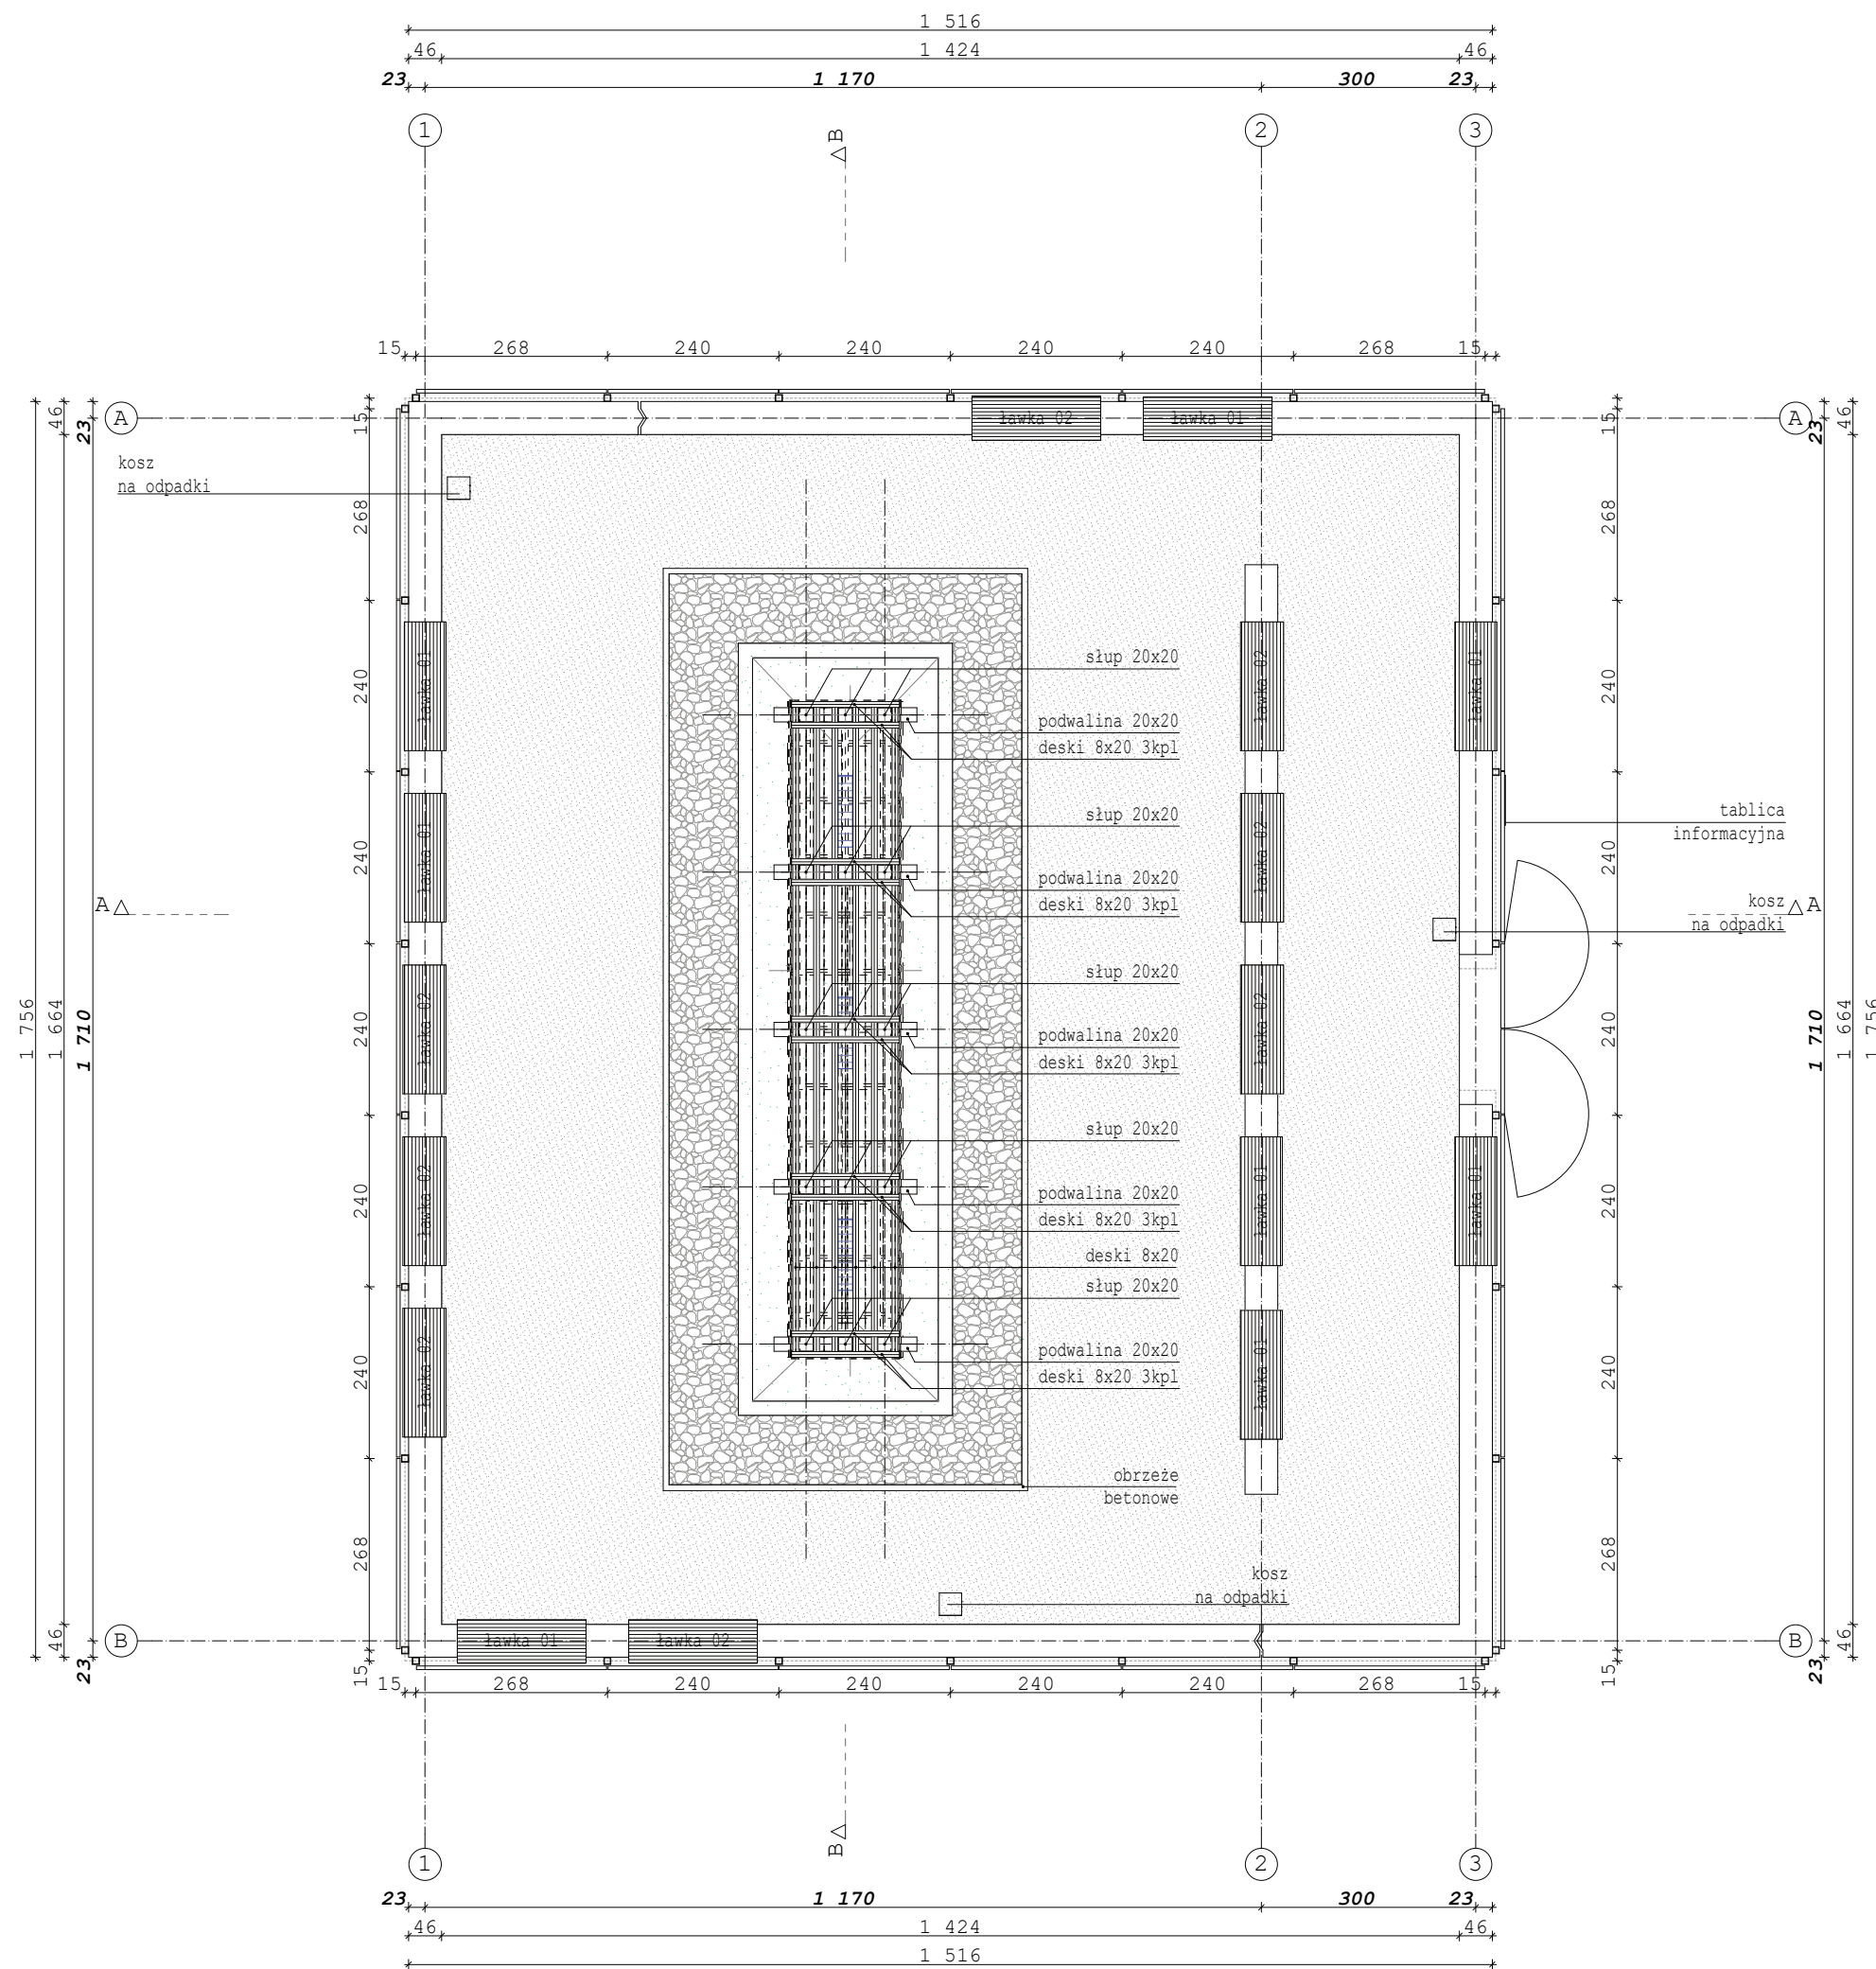 1 516
46 1 424 46
23 1 170 300 23
1 2 3
B
15 268 240 240 240 240 268 15
A ławka 02 ławka 01 A
46 23 15 15 23 46
kosz
na odpadki
268 268
słup 20x20
240 ławka 01 ławka 02 ławka 01 240
podwalina 20x20
deski 8x20 3kpl
słup 20x20
tablica
informacyjna
240 ławka 01 ławka 02 240
podwalina 20x20
deski 8x20 3kpl
A A
kosz
na odpadki
słup 20x20
1 756 1 664 1 710 240 ławka 02 ławka 02 240 1 710 1 664 1 756
podwalina 20x20
deski 8x20 3kpl
słup 20x20
240 ławka 02 ławka 01 ławka 01 240
podwalina 20x20
deski 8x20 3kpl
deski 8x20
słup 20x20
240 ławka 02 ławka 01 240
podwalina 20x20
deski 8x20 3kpl
obrzeże
betonowe
268 268
kosz
na odpadki
B ławka 01 ławka 02 B
46 23 15 15 23 46
15 268 240 240 240 240 268 15
B
1 2 3
23 1 170 300 23
46 1 424 46
1 516